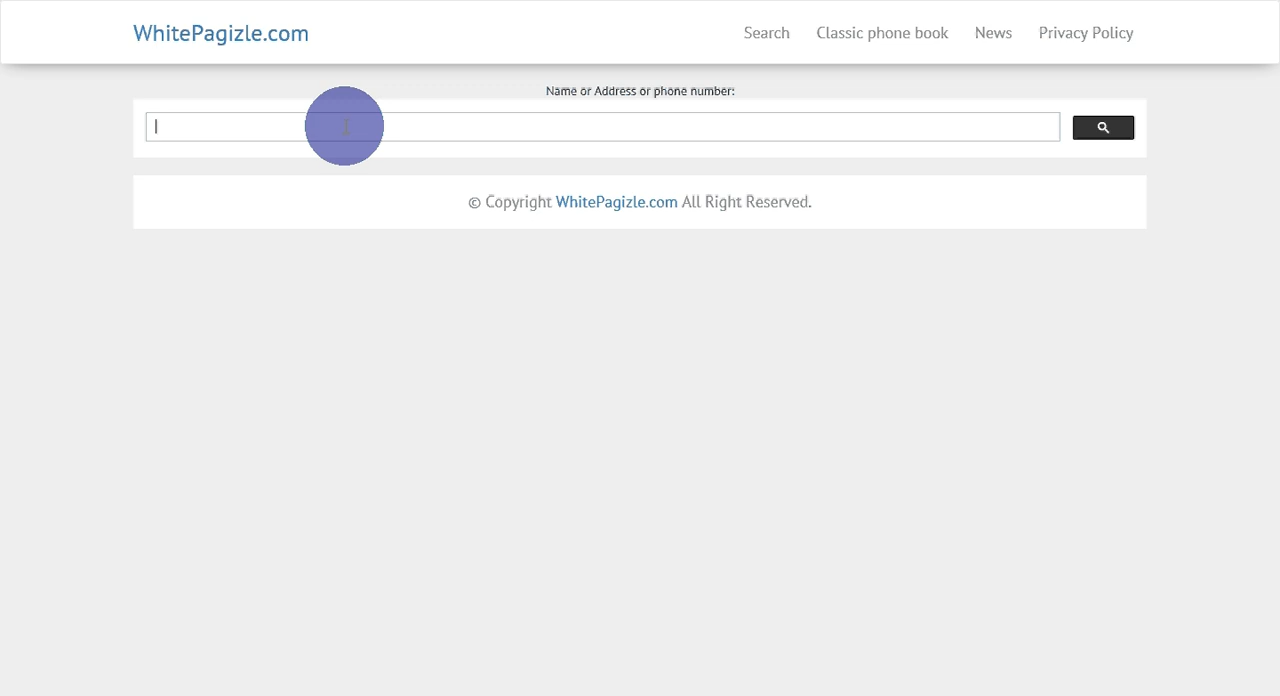 WhitePagizle.com
Search Classic phone book News Privacy Policy
Name or Address or phone number:
© Copyright WhitePagizle.com All Right Reserved.